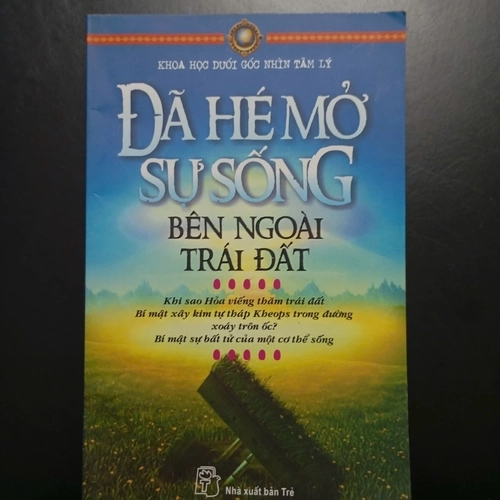 KHOA HỌC DƯỚI GÓC NHÌN TÂM LÝ
ĐÃ HÉ MỞ
SỰ SỐNG
BÊN NGOÀI
TRÁI ĐẤT
Khi sao Hỏa viếng thăm trái đất
Bí mật xây kim tự tháp Kheops trong đường
xoáy trôn ốc?
Bí mật sự bất tử của một cơ thể sống
Nhà xuất bản Trẻ